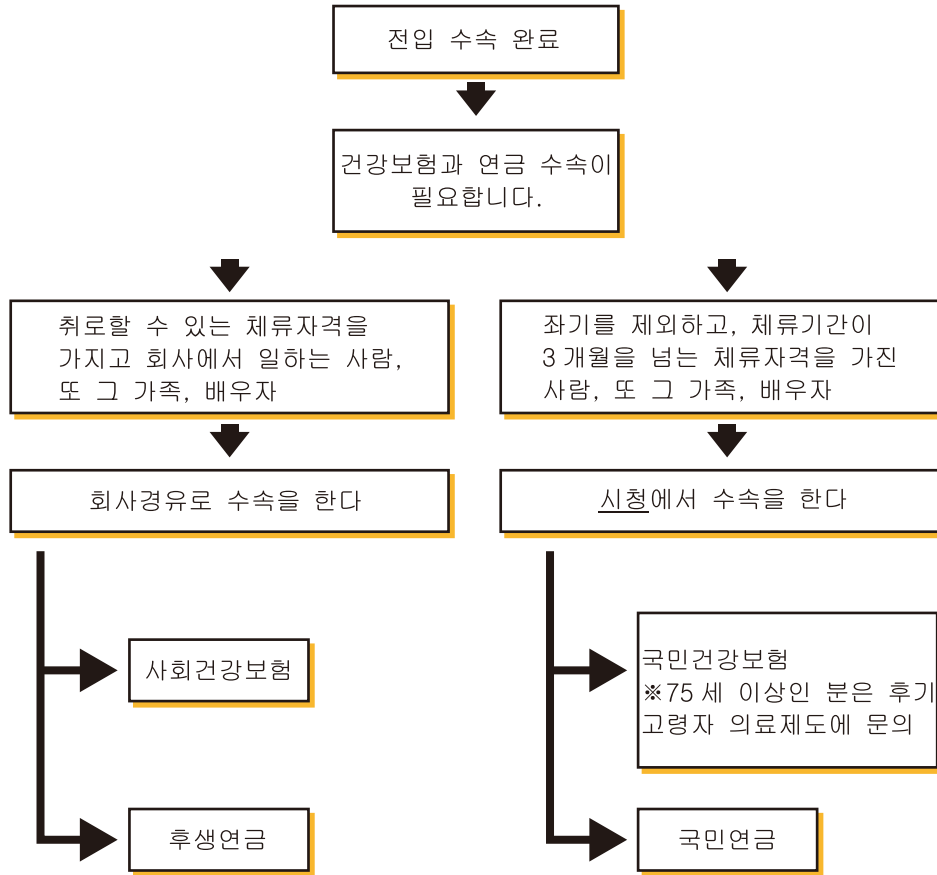 전입 수속 완료
건강보험과 연금 수속이
필요합니다.
취로할 수 있는 체류자격을
가지고 회사에서 일하는 사람,
또 그 가족, 배우자
좌기를 제외하고, 체류기간이
3개월을 넘는 체류자격을 가진
사람, 또 그 가족, 배우자
회사경유로 수속을 한다
시청에서 수속을 한다
사회건강보험
후생연금
국민건강보험
※75세 이상인 분은 후기
고령자 의료제도에 문의
국민연금